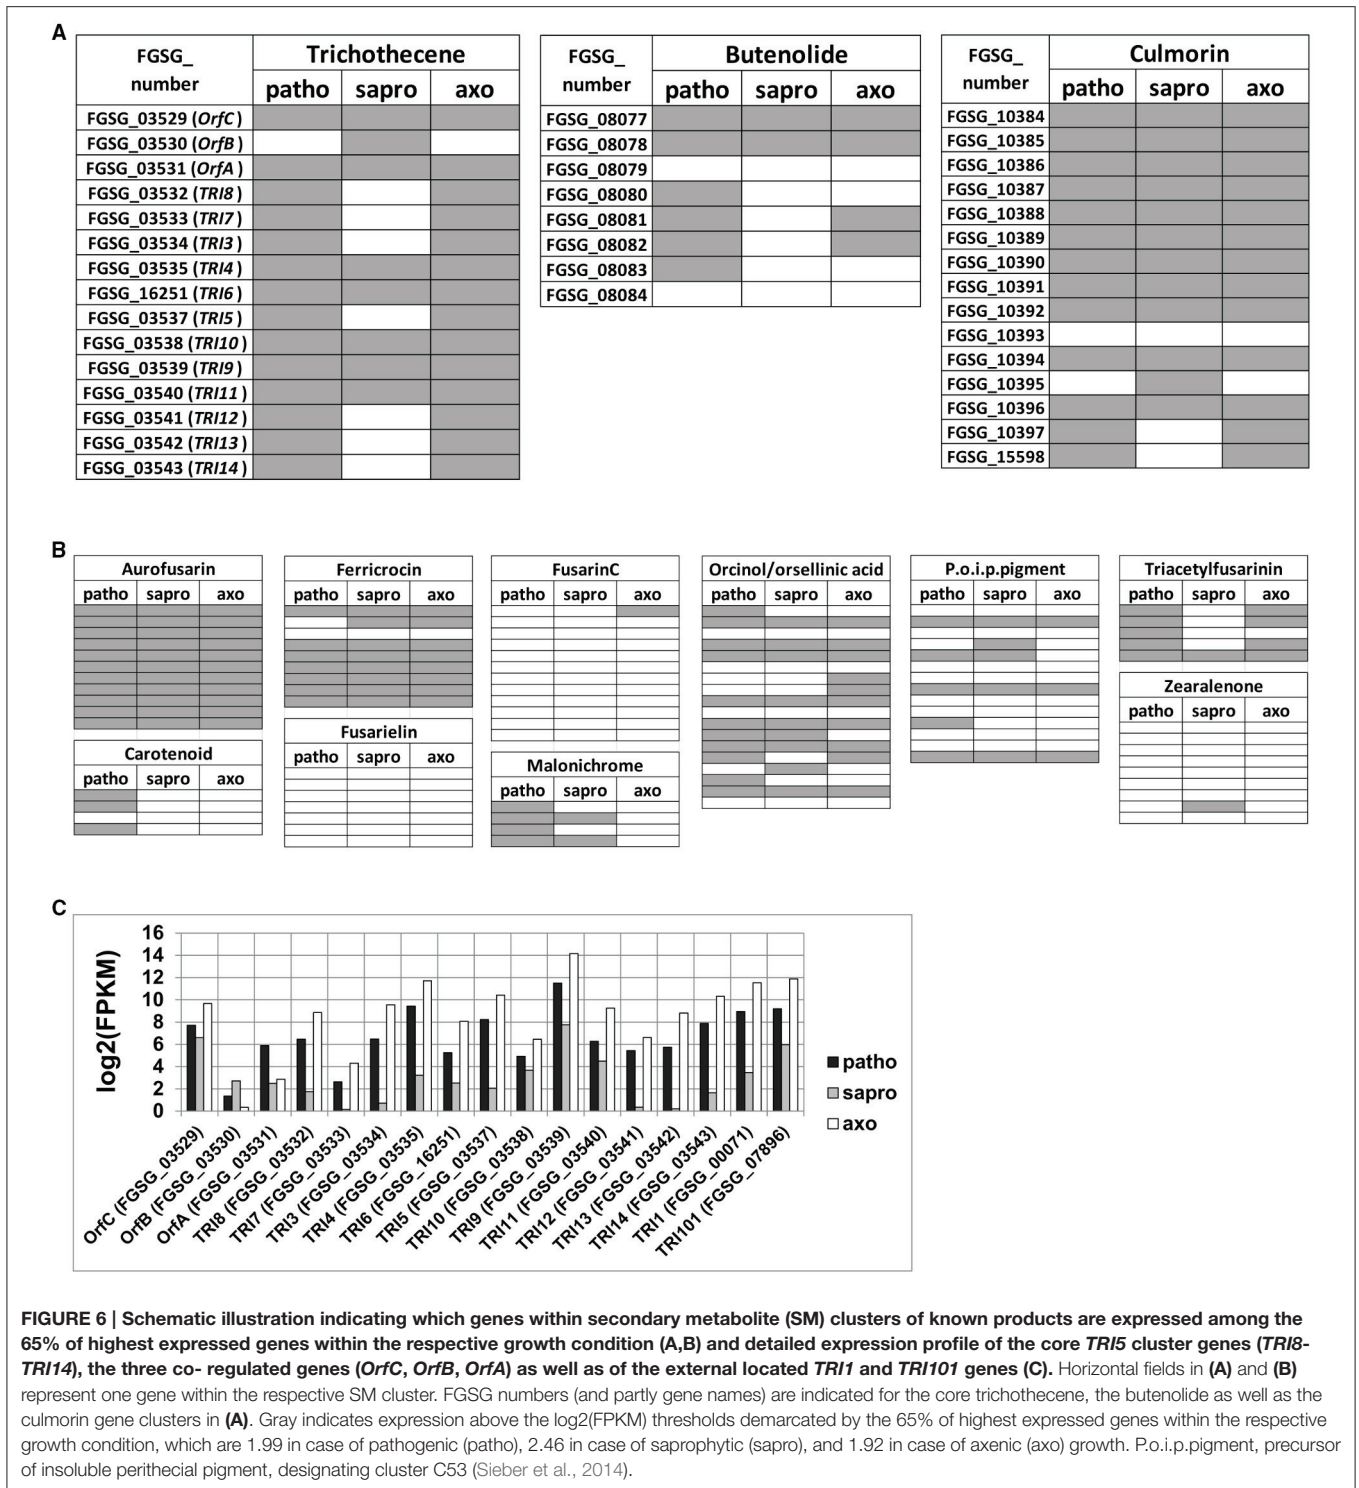 A
FGSG_ number Trichothecene
patho sapro axo
FGSG_03529 (OrfC)
FGSG_03530 (OrfB)
FGSG_03531 (OrfA)
FGSG_03532 (TRI8)
FGSG_03533 (TRI7)
FGSG_03534 (TRI3)
FGSG_03535 (TRI4)
FGSG_16251 (TRI6)
FGSG_03537 (TRI5)
FGSG_03538 (TRI10)
FGSG_03539 (TRI9)
FGSG_03540 (TRI11)
FGSG_03541 (TRI12)
FGSG_03542 (TRI13)
FGSG_03543 (TRI14)
FGSG_ number Butenolide
patho sapro axo
FGSG_08077
FGSG_08078
FGSG_08079
FGSG_08080
FGSG_08081
FGSG_08082
FGSG_08083
FGSG_08084
FGSG_ number Culmorin
patho sapro axo
FGSG_10384
FGSG_10385
FGSG_10386
FGSG_10387
FGSG_10388
FGSG_10389
FGSG_10390
FGSG_10391
FGSG_10392
FGSG_10393
FGSG_10394
FGSG_10395
FGSG_10396
FGSG_10397
FGSG_15598
B
Aurofusarin
patho sapro axo
Carotenoid
patho sapro axo
Ferricrocin
patho sapro axo
Fusarielin
patho sapro axo
FusarinC
patho sapro axo
Malonichrome
patho sapro axo
Orcinol/orsellinic acid
patho sapro axo
P.o.i.p.pigment
patho sapro axo
Triacetylfusarinin
patho sapro axo
Zearalenone
patho sapro axo
C
log2(FPKM)
16
14
12
10
8
6
4
2
0
OrfC (FGSG_03529)
OrfB (FGSG_03530)
OrfA (FGSG_03531)
TRI8 (FGSG_03532)
TRI7 (FGSG_03533)
TRI3 (FGSG_03534)
TRI4 (FGSG_03535)
TRI6 (FGSG_16251)
TRI5 (FGSG_03537)
TRI10 (FGSG_03538)
TRI9 (FGSG_03539)
TRI11 (FGSG_03540)
TRI12 (FGSG_03541)
TRI13 (FGSG_03542)
TRI14 (FGSG_03543)
TRI1 (FGSG_00071)
TRI101 (FGSG_07896)
patho
sapro
axo
FIGURE 6 | Schematic illustration indicating which genes within secondary metabolite (SM) clusters of known products are expressed among the
65% of highest expressed genes within the respective growth condition (A,B) and detailed expression profile of the core TRI5 cluster genes (TRI8-
TRI14), the three co- regulated genes (OrfC, OrfB, OrfA) as well as of the external located TRI1 and TRI101 genes (C). Horizontal fields in (A) and (B)
represent one gene within the respective SM cluster. FGSG numbers (and partly gene names) are indicated for the core trichothecene, the butenolide as well as the
culmorin gene clusters in (A). Gray indicates expression above the log2(FPKM) thresholds demarcated by the 65% of highest expressed genes within the respective
growth condition, which are 1.99 in case of pathogenic (patho), 2.46 in case of saprophytic (sapro), and 1.92 in case of axenic (axo) growth. P.o.i.p.pigment, precursor
of insoluble perithecial pigment, designating cluster C53 (Sieber et al., 2014).